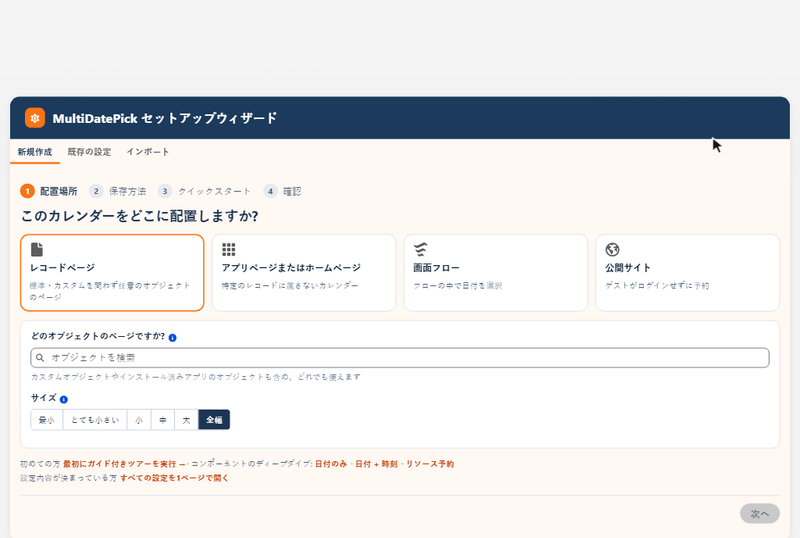 MultiDatePick セットアップウィザード
新規作成 既存の設定 インポート
1 配置場所 2 保存方法 3 クイックスタート 4 確認
このカレンダーをどこに配置しますか?
レコードページ
標準・カスタムを問わず任意のオブジェクトのページ
アプリページまたはホームページ
特定のレコードに属さないカレンダー
画面フロー
フローの中で日付を選択
公開サイト
ゲストがログインせずに予約
どのオブジェクトのページですか?
オブジェクトを検索
カスタムオブジェクトやインストール済みアプリのオブジェクトも含め、どれでも使えます
サイズ
最小 とても小さい 小 中 大 全幅
初めての方 最初にガイド付きツアーを実行 → · コンポーネントのディープダイブ: 日付のみ · 日付 + 時刻 · リソース予約
設定内容が決まっている方 すべての設定を1ページで開く
次へ